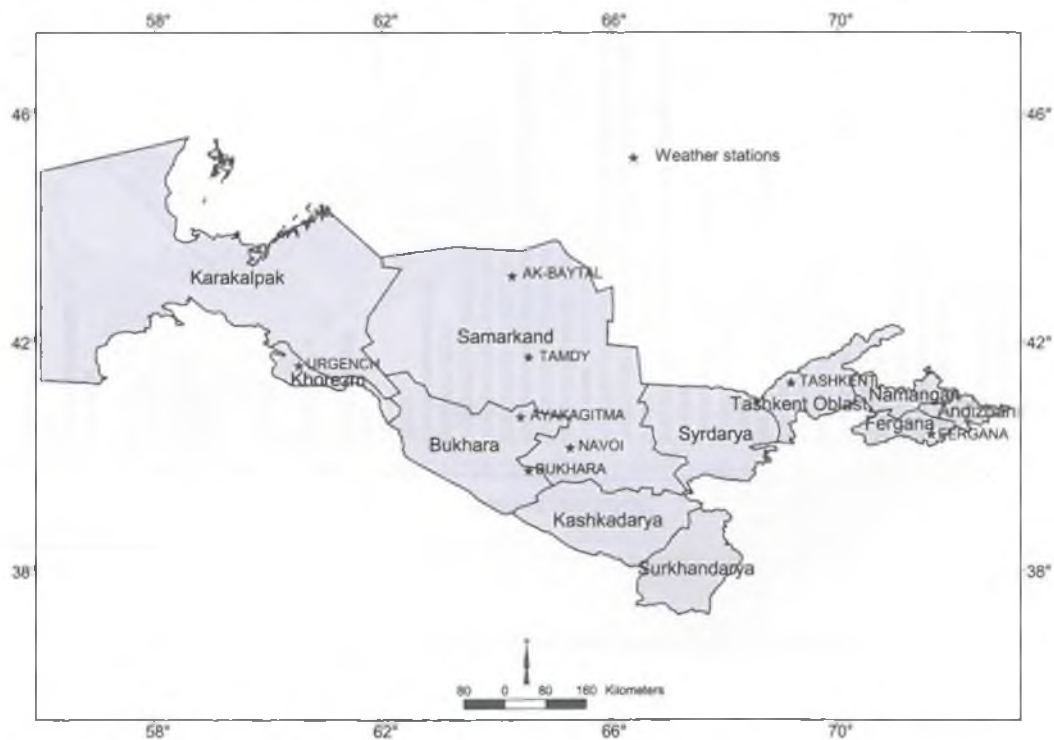 58° 62° 66° 70°
46° 46°
Weather stations
AK-BAYTAL
Karakalpak
Samarkand
42° 42°
TAMDY
URGENCH
Khorezm
TASHKENT
Namangan
Tashkent Oblast
Andizhan
AYAKAGITMA
Fergana
FERGANA
Bukhara
Syrdarya
NAVOI
BUKHARA
Kashkadarya
Surkhandarya
38° 38°
80 0 80 160 Kilometers
58° 62° 66° 70°